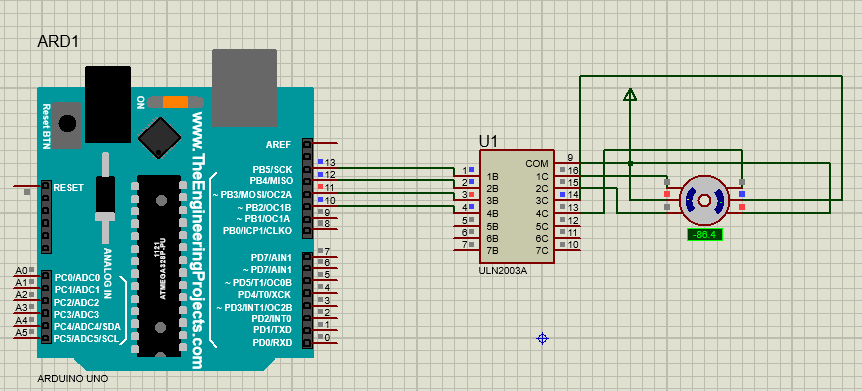 ARD1
ON
Reset BTN
www.TheEngineeringProjects.com
AREF
RESET
PB5/SCK 13
PB4/MISO 12
~ PB3/MOSI/OC2A 11
~ PB2/OC1B 10
~ PB1/OC1A 9
PB0/ICP1/CLKO 8
PD7/AIN1 7
~ PD7/AIN1 6
~ PD5/T1/OC0B 5
PD4/T0/XCK 4
~ PD3/INT1/OC2B 3
PD2/INT0 2
PD1/TXD 1
PD0/RXD 0
ANALOG IN
1121
ATMEGA328P-PU
A0 PC0/ADC0
A1 PC1/ADC1
A2 PC2/ADC2
A3 PC3/ADC3
A4 PC4/ADC4/SDA
A5 PC5/ADC5/SCL
ARDUINO UNO
U1
COM 9
1 1B 1C 16
2 2B 2C 15
3 3B 3C 14
4 4B 4C 13
5 5B 5C 12
6 6B 6C 11
7 7B 7C 10
ULN2003A
-86.4